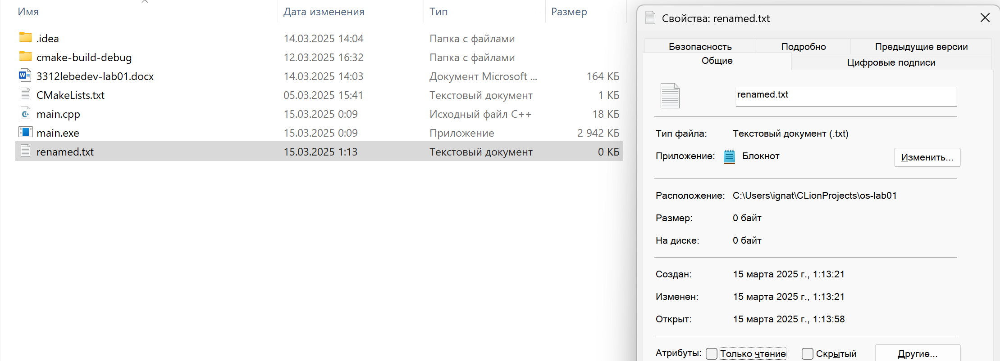 Имя Дата изменения Тип Размер
.idea 14.03.2025 14:04 Папка с файлами
cmake-build-debug 12.03.2025 16:32 Папка с файлами
3312lebedev-lab01.docx 14.03.2025 14:03 Документ Microsoft ... 164 КБ
CMakeLists.txt 05.03.2025 15:41 Текстовый документ 1 КБ
main.cpp 15.03.2025 0:09 Исходный файл C++ 18 КБ
main.exe 15.03.2025 0:09 Приложение 2 942 КБ
renamed.txt 15.03.2025 1:13 Текстовый документ 0 КБ
Свойства: renamed.txt
Безопасность Подробно Предыдущие версии
Общие Цифровые подписи
renamed.txt
Тип файла: Текстовый документ (.txt)
Приложение: Блокнот Изменить...
Расположение: C:\Users\ignat\CLionProjects\os-lab01
Размер: 0 байт
На диске: 0 байт
Создан: 15 марта 2025 г., 1:13:21
Изменен: 15 марта 2025 г., 1:13:21
Открыт: 15 марта 2025 г., 1:13:58
Атрибуты: Только чтение Скрытый Другие...